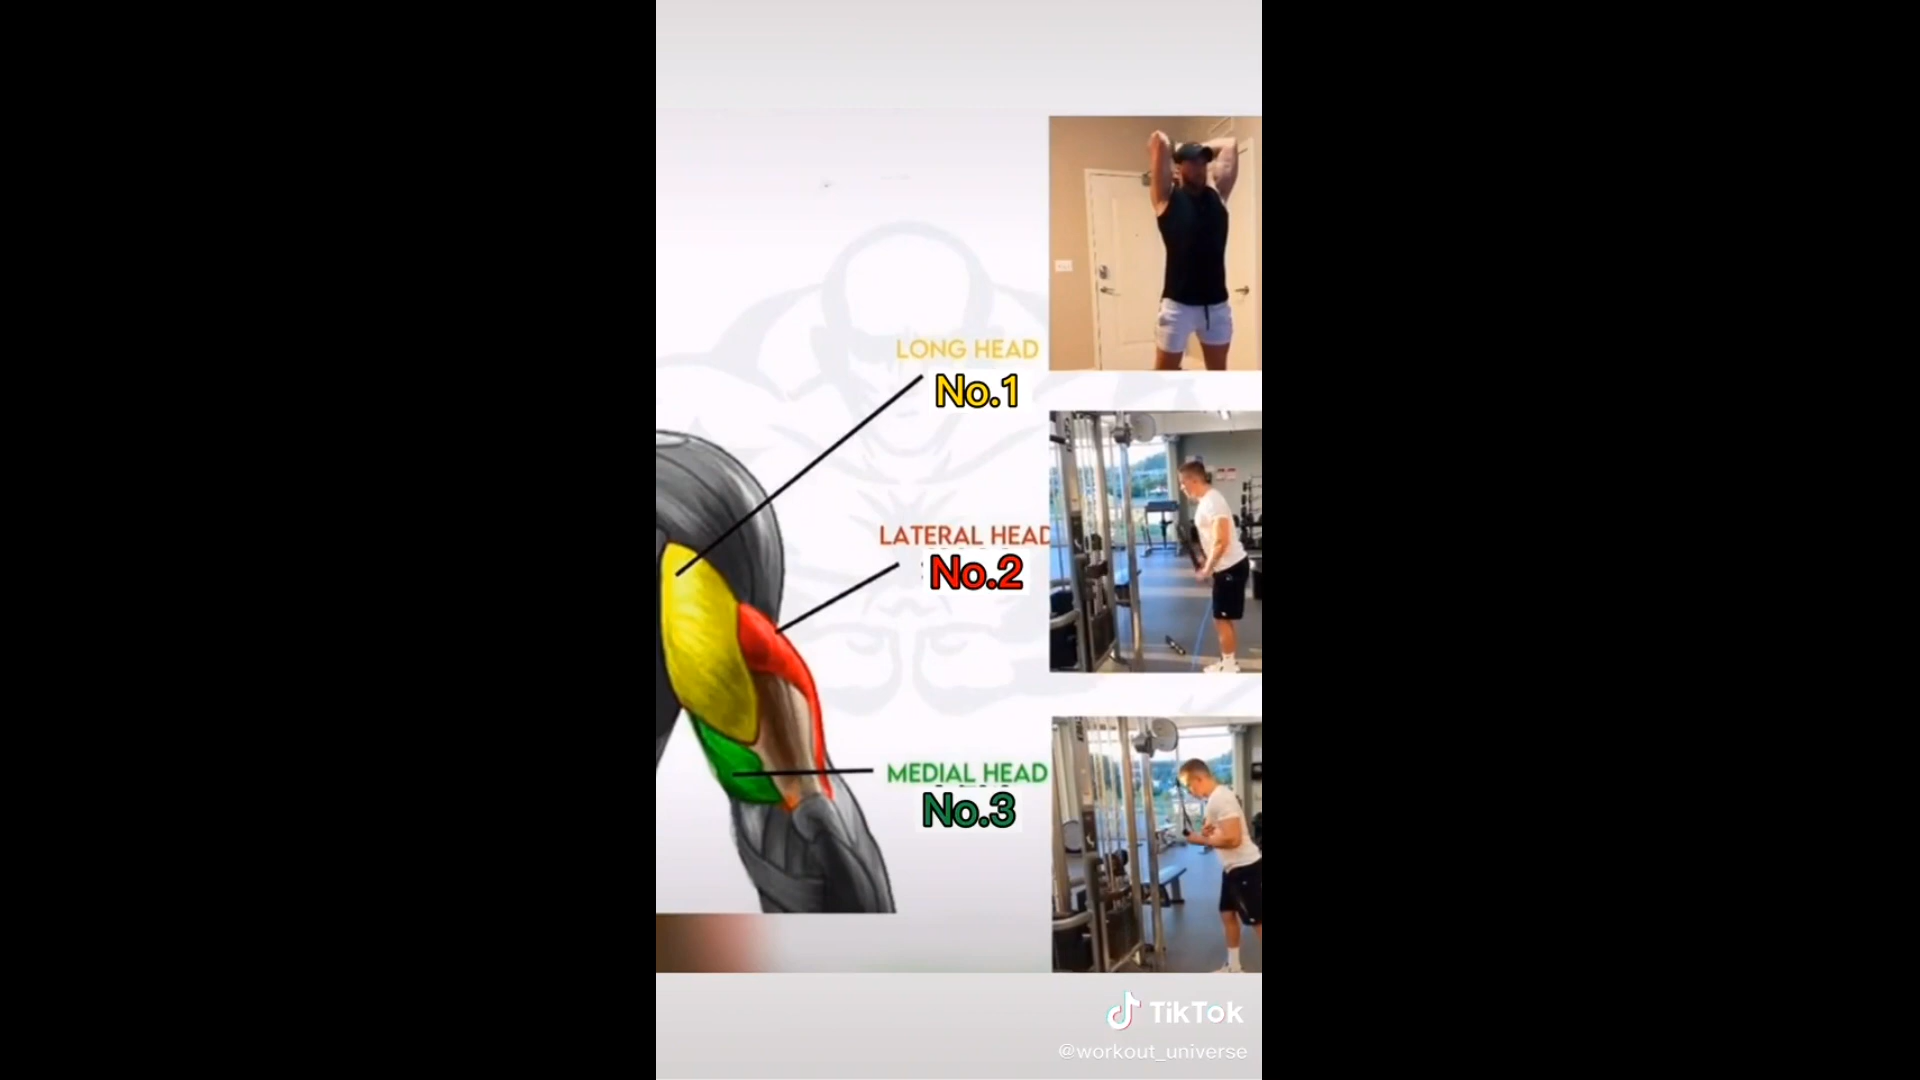 LONG HEAD
No.1
LATERAL HEAD
No.2
MEDIAL HEAD
No.3
TikTok
@workout_universe